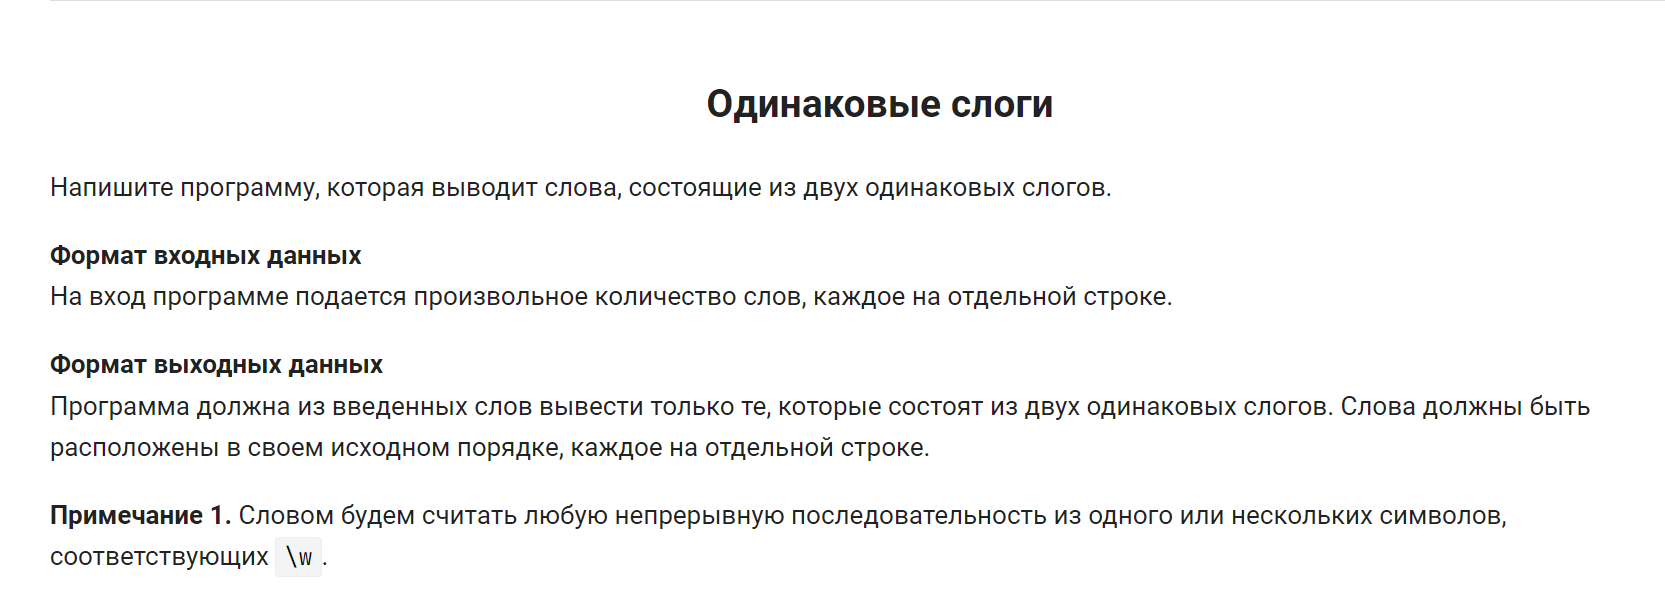 Одинаковые слоги
Напишите программу, которая выводит слова, состоящие из двух одинаковых слогов.
Формат входных данных
На вход программе подается произвольное количество слов, каждое на отдельной строке.
Формат выходных данных
Программа должна из введенных слов вывести только те, которые состоят из двух одинаковых слогов. Слова должны быть
расположены в своем исходном порядке, каждое на отдельной строке.
Примечание 1. Словом будем считать любую непрерывную последовательность из одного или нескольких символов,
соответствующих \w.